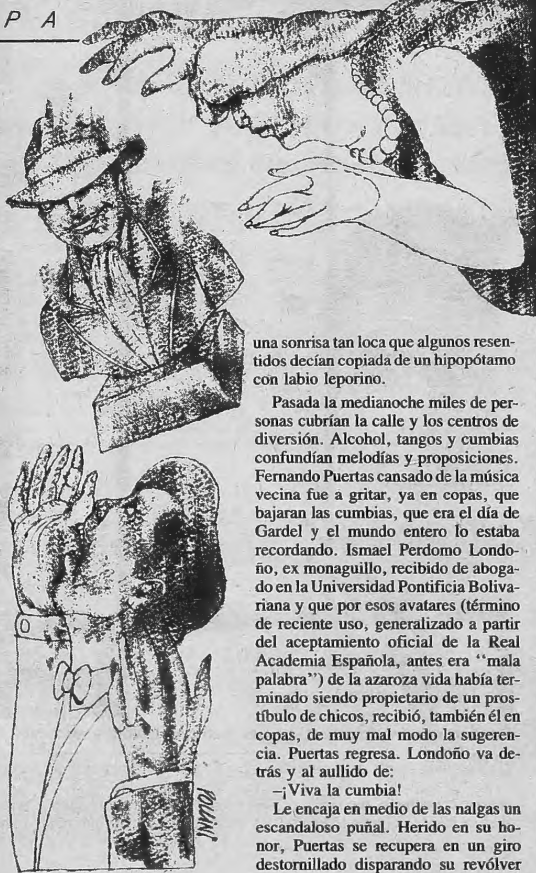 P A
una sonrisa tan loca que algunos resen-
tidos decían copiada de un hipopótamo
con labio leporino.
Pasada la medianoche miles de per-
sonas cubrían la calle y los centros de
diversión. Alcohol, tangos y cumbias
confundían melodías y proposiciones.
Fernando Puertas cansado de la música
vecina fue a gritar, ya en copas, que
bajaran las cumbias, que era el día de
Gardel y el mundo entero lo estaba
recordando. Ismael Perdomo Londo-
ño, ex monaguillo, recibido de aboga-
do en la Universidad Pontificia Boliva-
riana y que por esos avatares (término
de reciente uso, generalizado a partir
del aceptamiento oficial de la Real
Academia Española, antes era “mala
palabra”) de la azaroza vida había ter-
minado siendo propietario de un pros-
tíbulo de chicos, recibió, también él en
copas, de muy mal modo la sugeren-
cia. Puertas regresa. Londoño va de-
trás y al aullido de:
–¡Viva la cumbia!
Le encaja en medio de las nalgas un
escandaloso puñal. Herido en su ho-
nor, Puertas se recupera en un giro
destornillado disparando su revólver